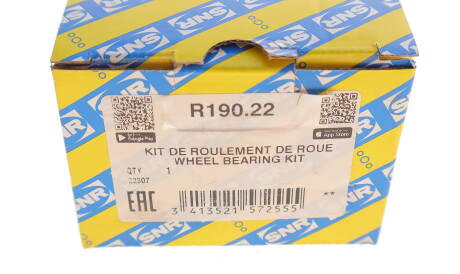 SNR
SNR
SNR
R190.22
Google Play
App Store
KIT DE ROULEMENT DE ROUE
WHEEL BEARING KIT
QTY 1
EAC
3 413521 572555
**
SNR
SNR